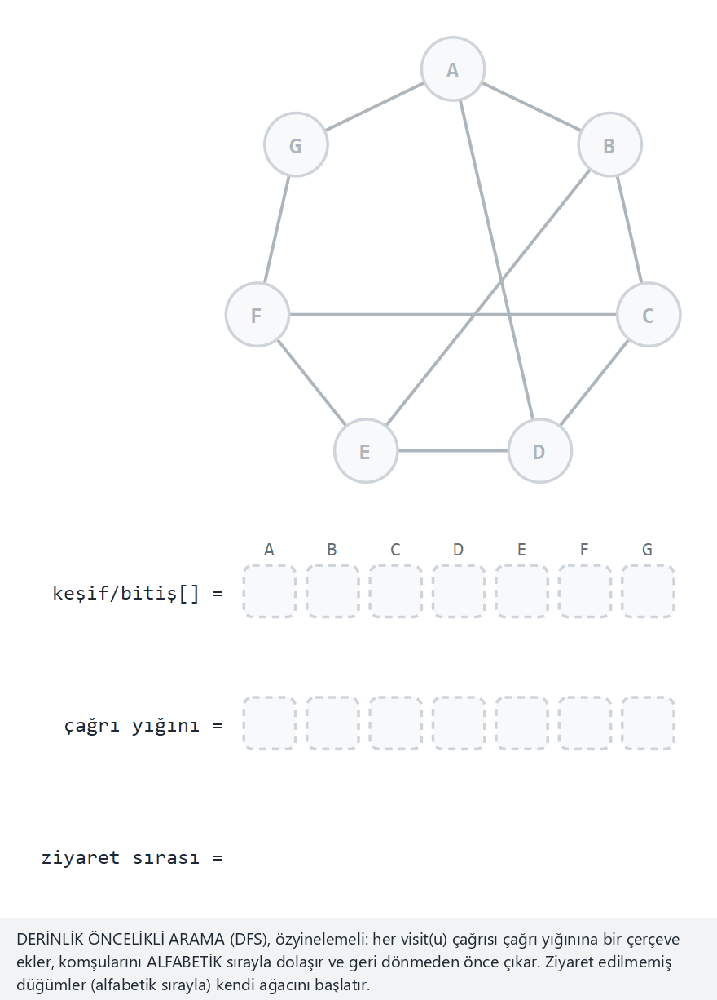 A
G
B
F
C
E
D
A B C D E F G
keşif/bitiş[] =
çağrı yığını =
ziyaret sırası =
DERİNLİK ÖNCELİKLİ ARAMA (DFS), özyinelemeli: her visit(u) çağrısı çağrı yığınına bir çerçeve
ekler, komşularını ALFABETİK sırayla dolaşır ve geri dönmeden önce çıkar. Ziyaret edilmemiş
düğümler (alfabetik sırayla) kendi ağacını başlatır.